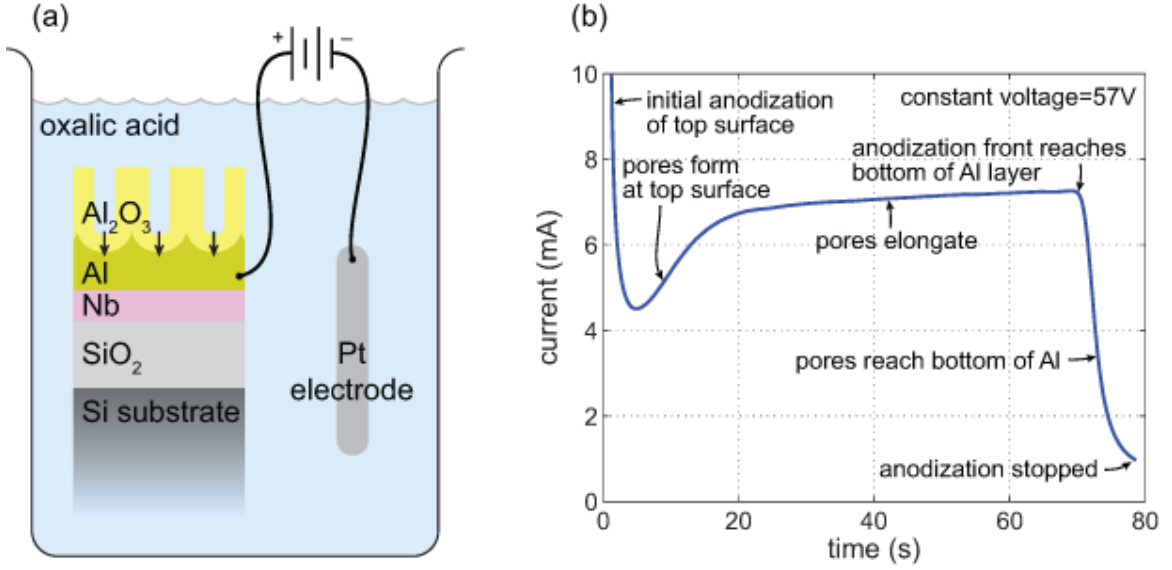 (a)
+
−
oxalic acid
Al₂O₃
Al
Nb
SiO₂
Si substrate
Pt
electrode
(b)
10
8
6
4
2
0
current (mA)
0
20
40
60
80
time (s)
initial anodization
of top surface
constant voltage=57V
pores form
at top surface
anodization front reaches
bottom of Al layer
pores elongate
pores reach bottom of Al
anodization stopped